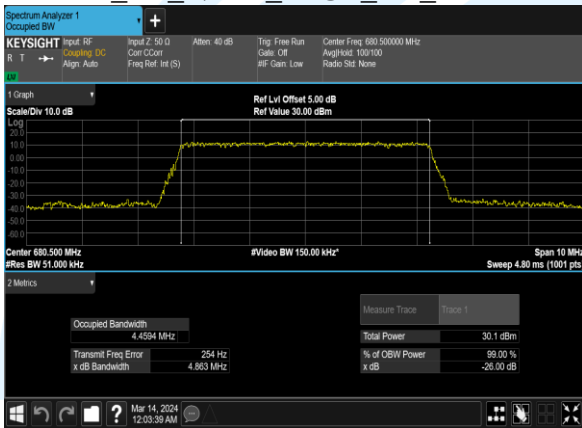 Spectrum Analyzer 1
Occupied BW
KEYSIGHT
R T
LU
Input: RF
Coupling: DC
Align: Auto
Input Z: 50 Ω
Corr CCorr
Freq Ref: Int (S)
Atten: 40 dB
Trig: Free Run
Gate: Off
#IF Gain: Low
Center Freq: 680.500000 MHz
Avg|Hold: 100/100
Radio Std: None
1 Graph
Scale/Div 10.0 dB
Ref Lvl Offset 5.00 dB
Ref Value 30.00 dBm
Log
20.0
10.0
0.00
-10.0
-20.0
-30.0
-40.0
-50.0
-60.0
Center 680.500 MHz
#Res BW 51.000 kHz
#Video BW 150.00 kHz*
Span 10 MHz
Sweep 4.80 ms (1001 pts
2 Metrics
Measure Trace
Trace 1
Occupied Bandwidth
4.4594 MHz
Total Power 30.1 dBm
Transmit Freq Error 254 Hz
% of OBW Power 99.00 %
x dB Bandwidth 4.863 MHz
x dB -26.00 dB
?
Mar 14, 2024
12:03:39 AM